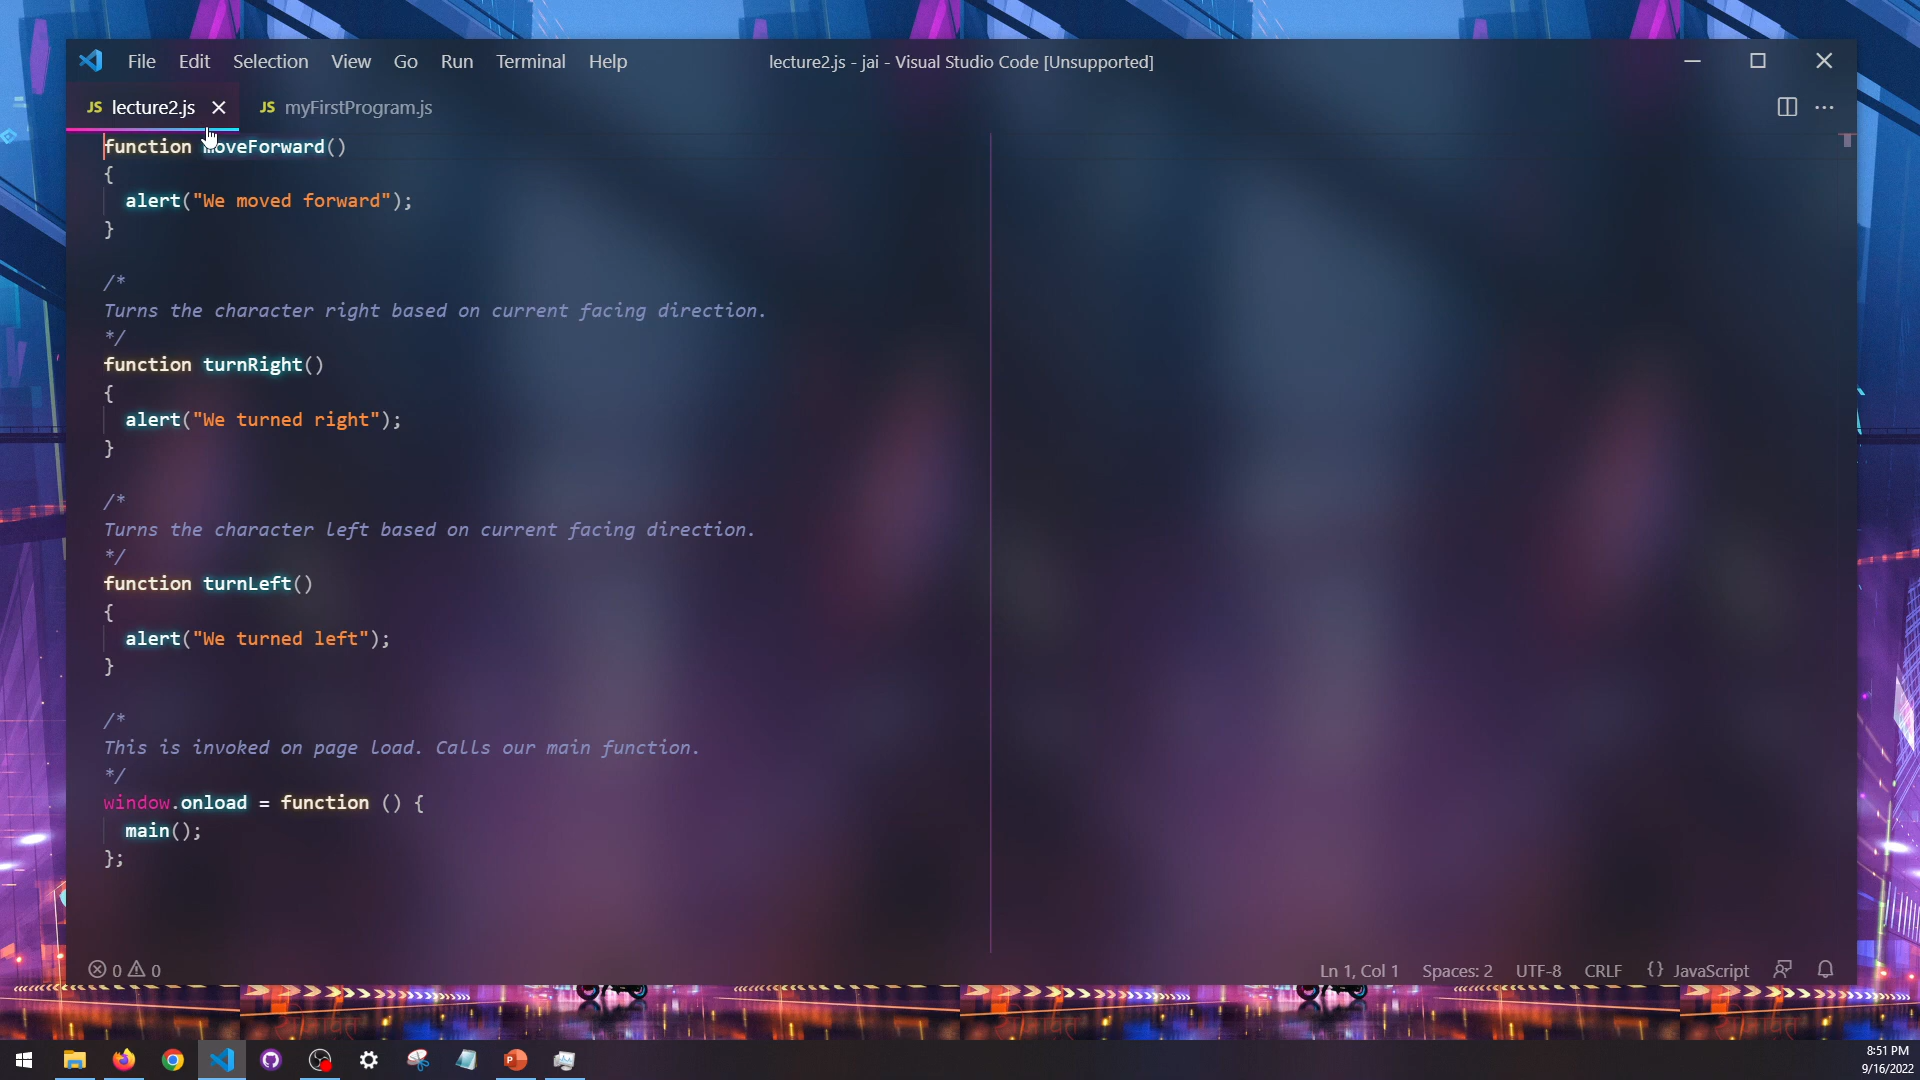 File Edit Selection View Go Run Terminal Help lecture2.js - jai - Visual Studio Code [Unsupported]
JS lecture2.js JS myFirstProgram.js
function moveForward()
{
alert("We moved forward");
}
/*
Turns the character right based on current facing direction.
*/
function turnRight()
{
alert("We turned right");
}
/*
Turns the character left based on current facing direction.
*/
function turnLeft()
{
alert("We turned left");
}
/*
This is invoked on page load. Calls our main function.
*/
window.onload = function () {
main();
};
0 0 Ln 1, Col 1 Spaces: 2 UTF-8 CRLF {} JavaScript
8:51 PM
9/16/2022